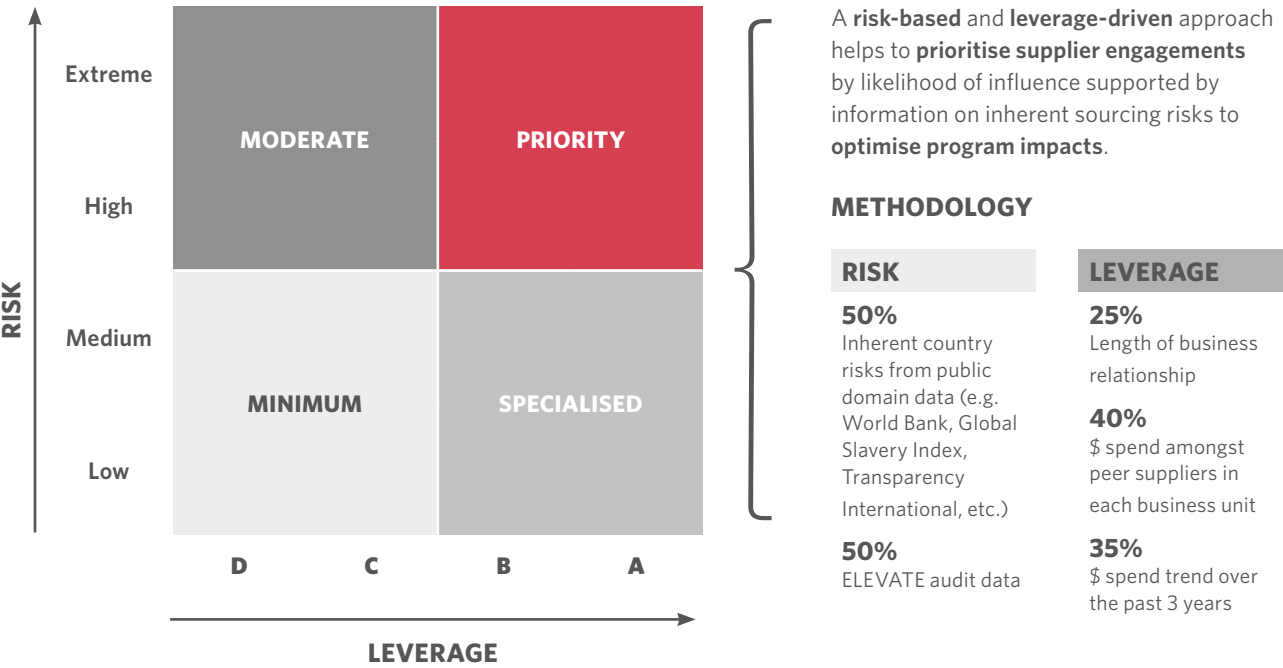 Extreme
MODERATE
PRIORITY
High
RISK
Medium
MINIMUM
SPECIALISED
Low
D
C
B
A
LEVERAGE
A risk-based and leverage-driven approach
helps to prioritise supplier engagements
by likelihood of influence supported by
information on inherent sourcing risks to
optimise program impacts.
METHODOLOGY
RISK
50%
Inherent country
risks from public
domain data (e.g.
World Bank, Global
Slavery Index,
Transparency
International, etc.)
50%
ELEVATE audit data
LEVERAGE
25%
Length of business
relationship
40%
$ spend amongst
peer suppliers in
each business unit
35%
$ spend trend over
the past 3 years